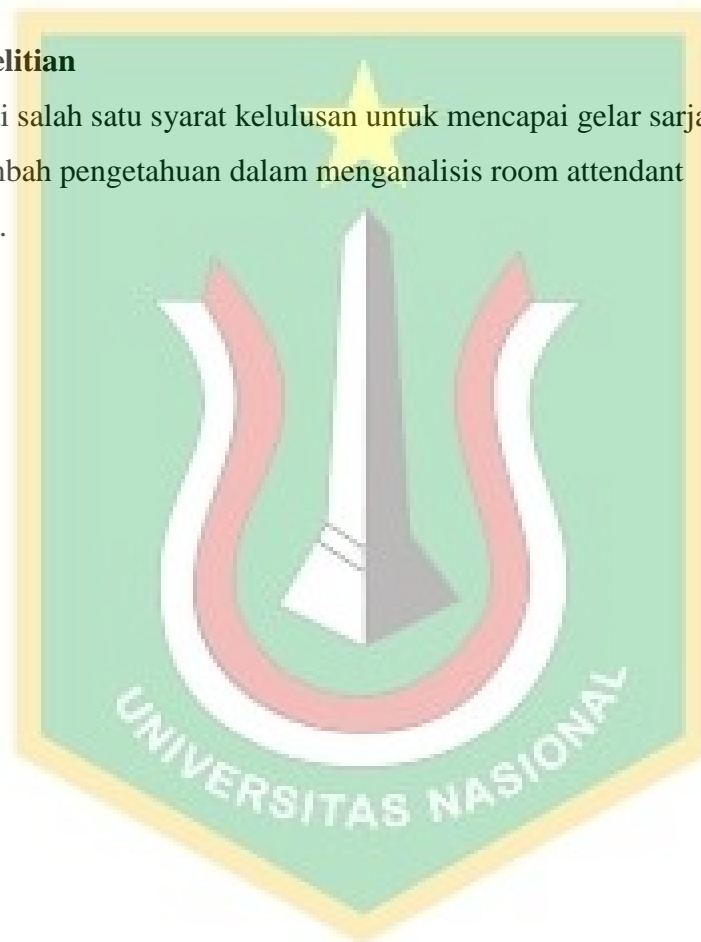 elitian
i salah satu syarat kelulusan untuk mencapai gelar sarja
nbah pengetahuan dalam menganalisis room attendant
.
UNIVERSITAS NASIONAL